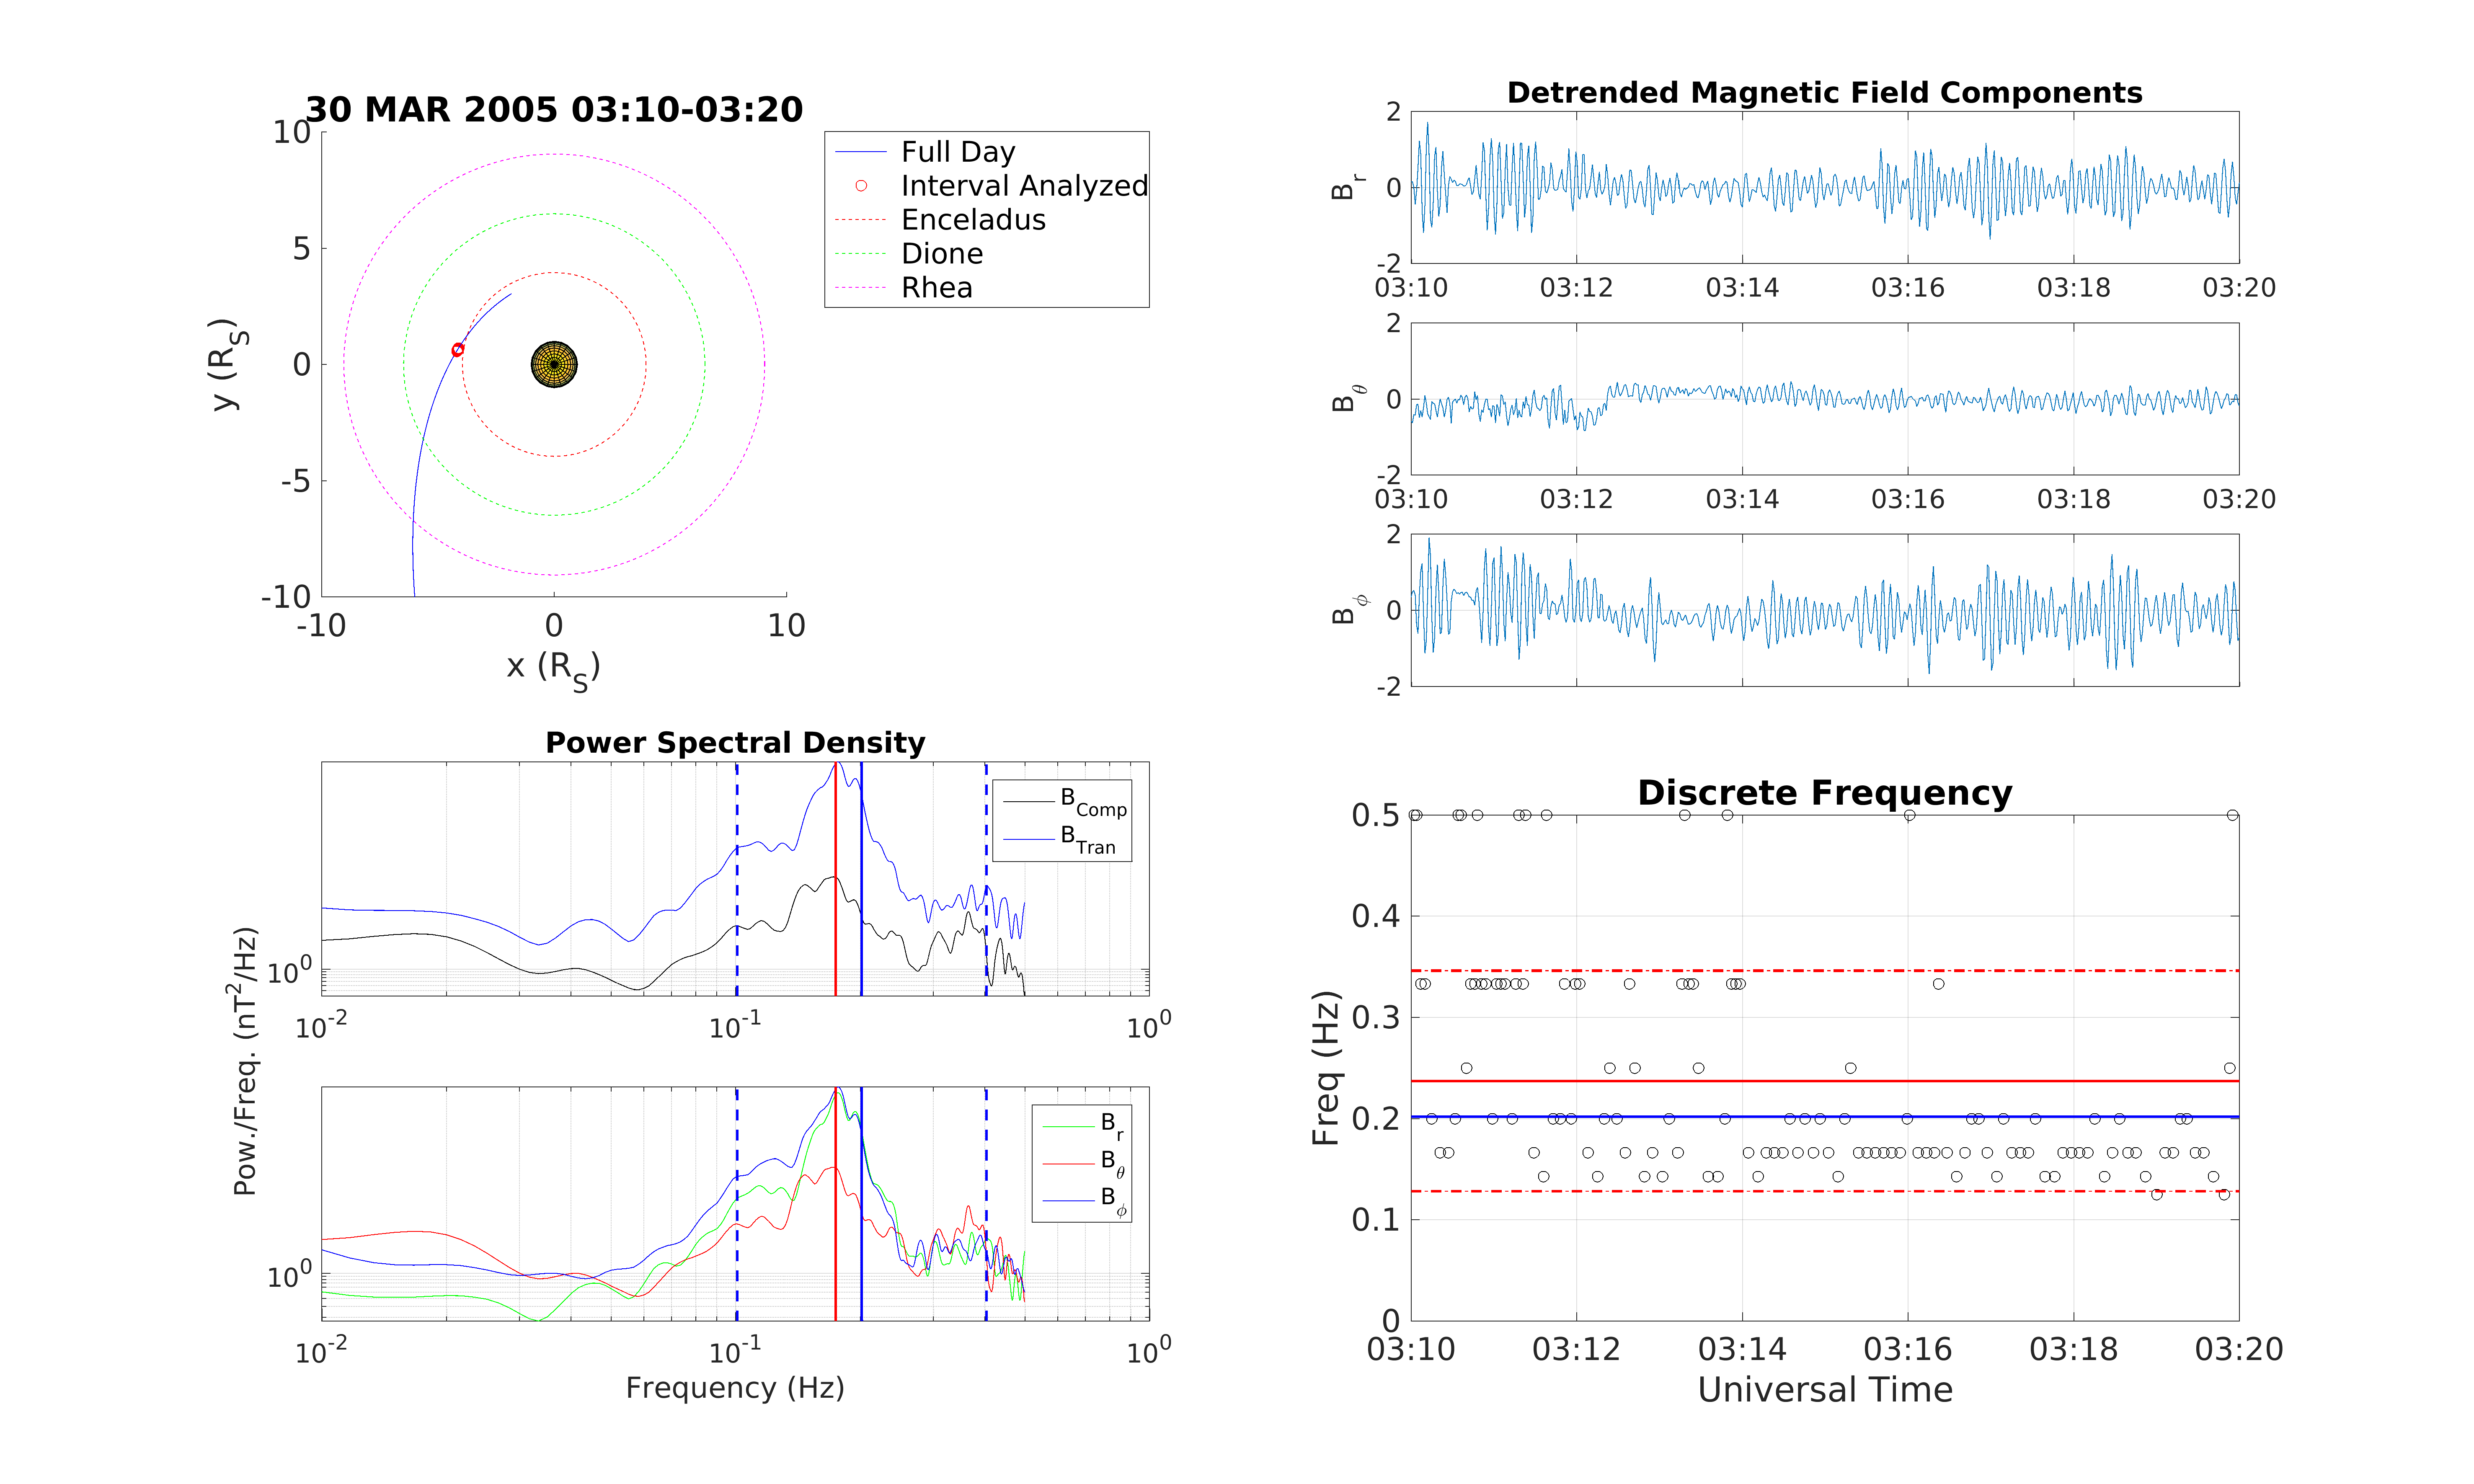 30 MAR 2005 03:10-03:20
10
5
0
-5
-10
-10 0 10
y (R_S)
x (R_S)
Full Day
Interval Analyzed
Enceladus
Dione
Rhea
Detrended Magnetic Field Components
2
0
-2
B_r
03:10 03:12 03:14 03:16 03:18 03:20
2
0
-2
B_θ
03:10 03:12 03:14 03:16 03:18 03:20
2
0
-2
B_ϕ
Power Spectral Density
B_Comp
B_Tran
10^0
10^-2 10^-1 10^0
Pow./Freq. (nT^2/Hz)
B_r
B_θ
B_ϕ
10^0
10^-2 10^-1 10^0
Frequency (Hz)
Discrete Frequency
0.5
0.4
0.3
0.2
0.1
0
Freq (Hz)
03:10 03:12 03:14 03:16 03:18 03:20
Universal Time